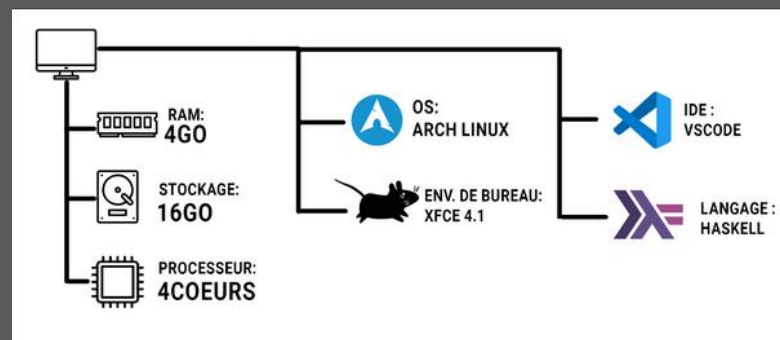 RAM:
4GO
STOCKAGE:
16GO
PROCESSEUR:
4COEURS
OS:
ARCH LINUX
ENV. DE BUREAU:
XFCE 4.1
IDE :
VSCODE
LANGAGE :
HASKELL